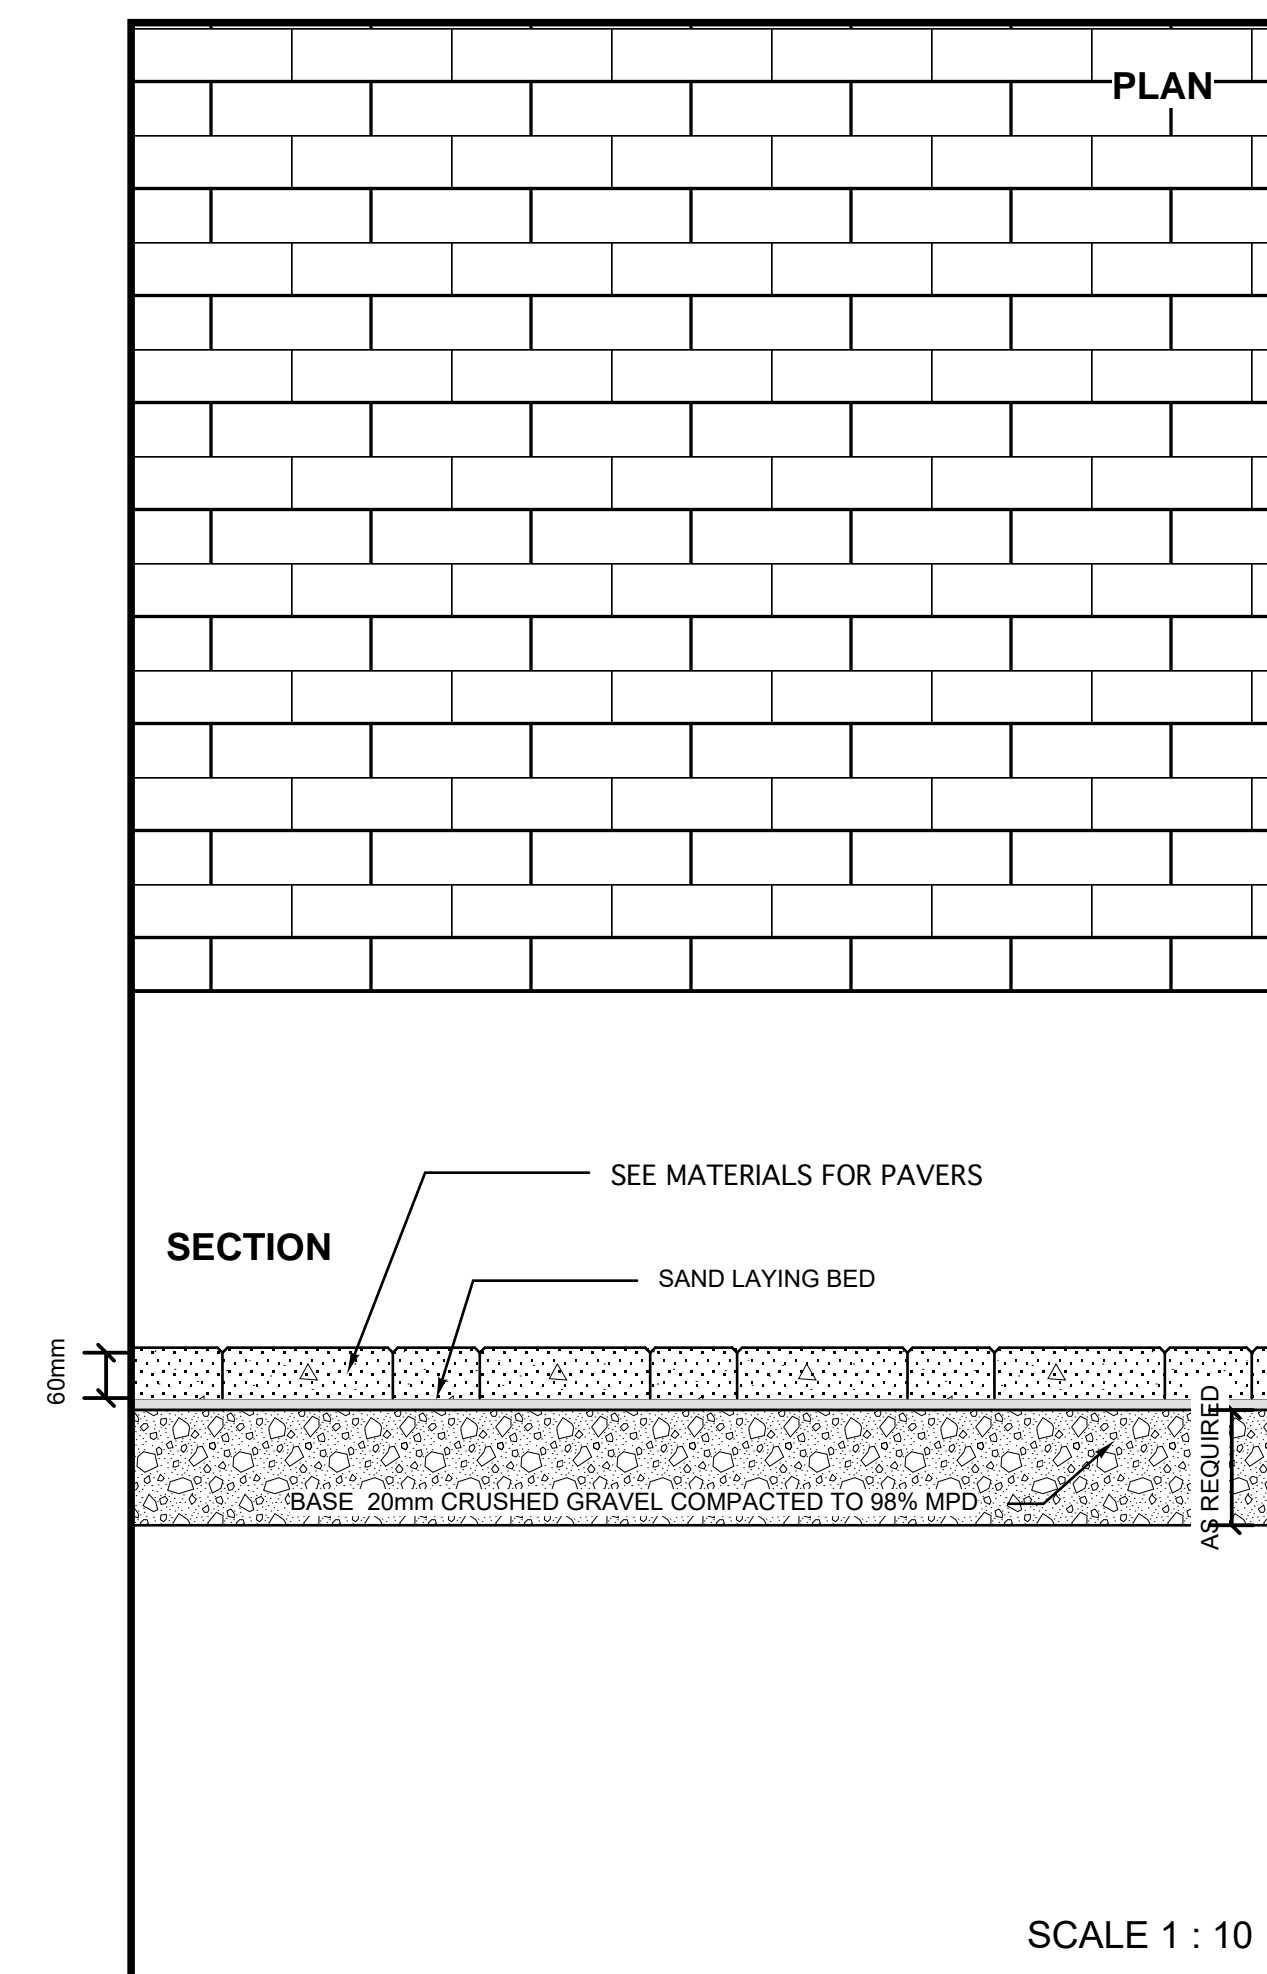 PLAN
SEE MATERIALS FOR PAVERS
SECTION
SAND LAYING BED
60mm
AS REQUIRED
BASE 20mm CRUSHED GRAVEL COMPACTED TO 98% MPD
SCALE 1 : 10